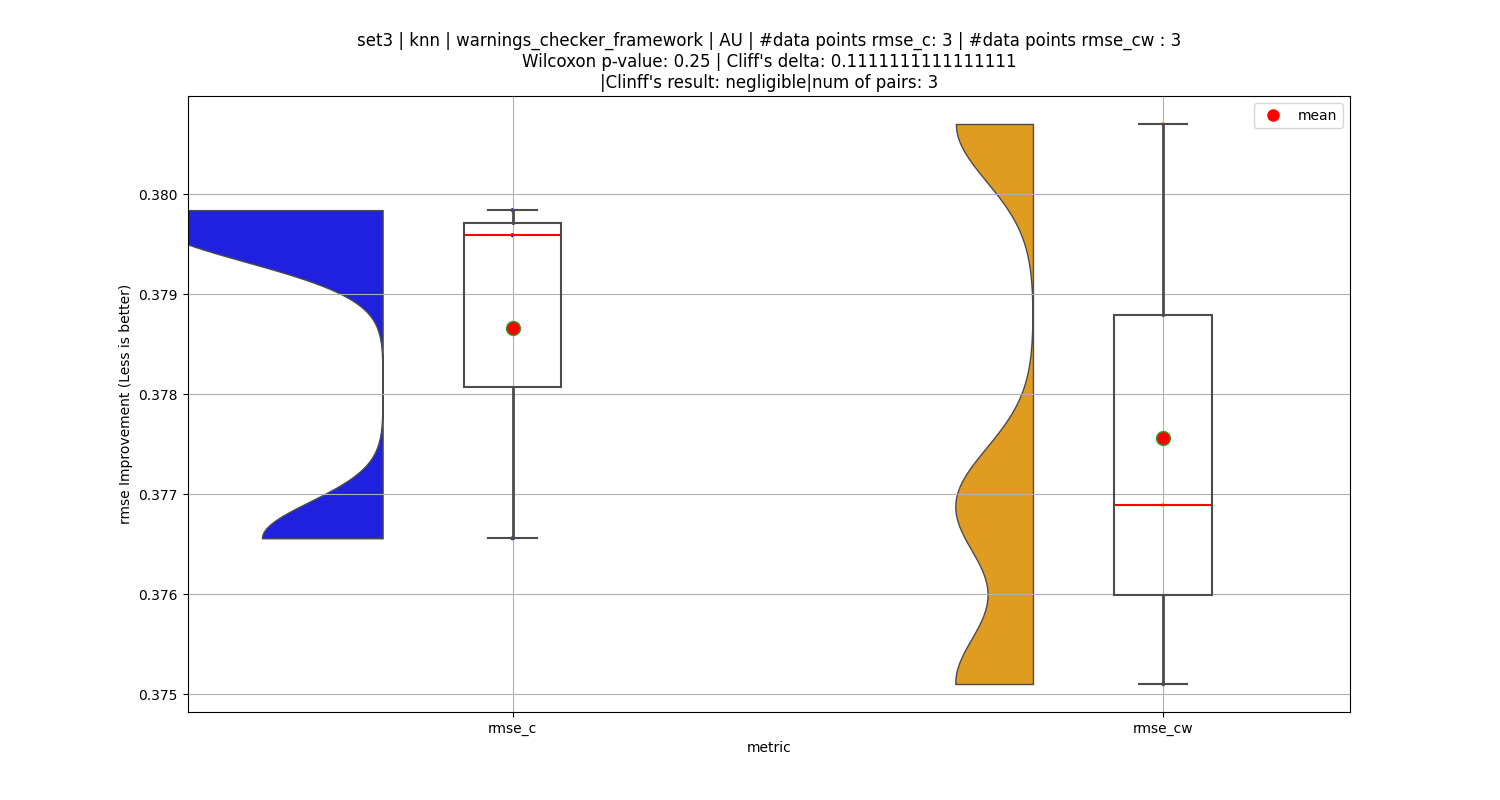 set3 | knn | warnings_checker_framework | AU | #data points rmse_c: 3 | #data points rmse_cw : 3
Wilcoxon p-value: 0.25 | Cliff's delta: 0.1111111111111111
|Clinff's result: negligible|num of pairs: 3
mean
0.380
0.379
0.378
0.377
0.376
0.375
rmse Improvement (Less is better)
rmse_c
rmse_cw
metric